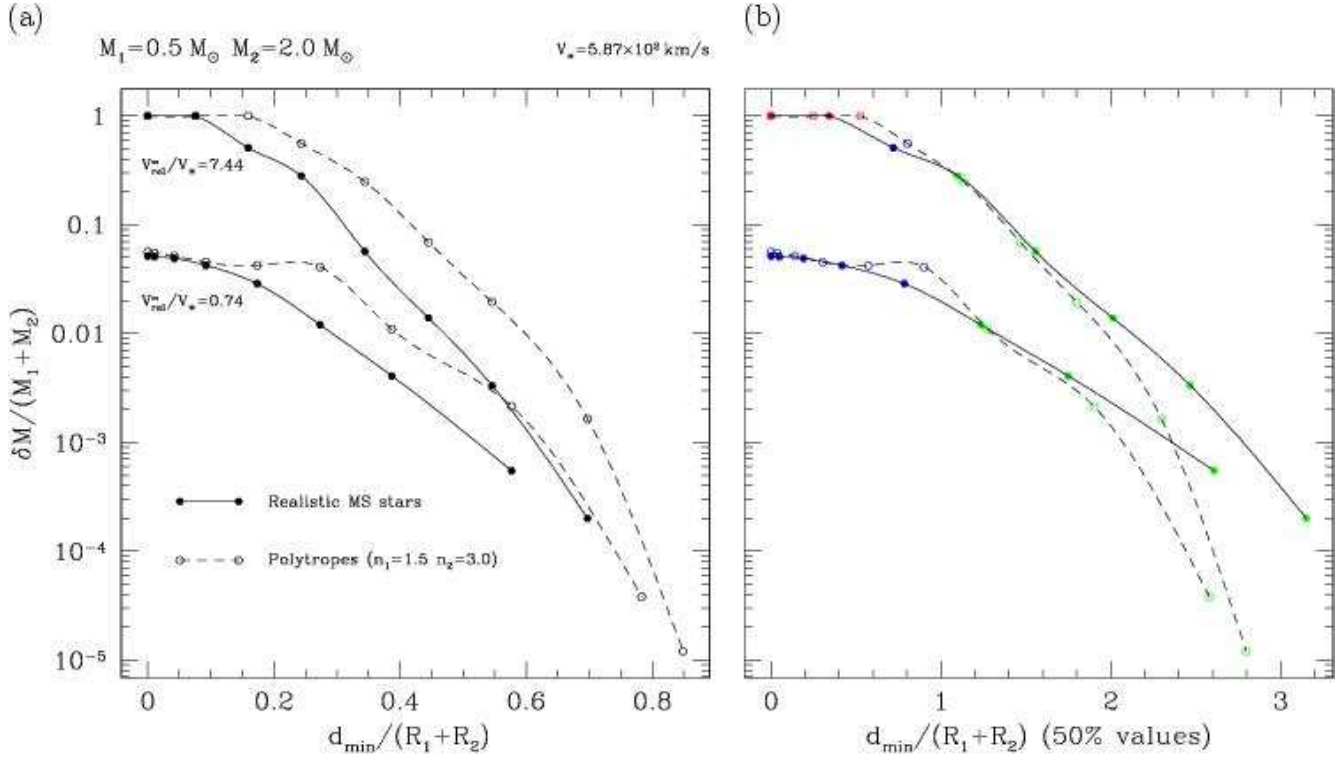 (a)
(b)
M₁=0.5 M⊙ M₂=2.0 M⊙
V*=5.87×10² km/s
1
0.1
0.01
10⁻³
10⁻⁴
10⁻⁵
δM/(M₁+M₂)
V∞rel/V*=7.44
V∞rel/V*=0.74
Realistic MS stars
Polytropes (n₁=1.5 n₂=3.0)
0 0.2 0.4 0.6 0.8
dmin/(R₁+R₂)
0 1 2 3
dmin/(R₁+R₂) (50% values)